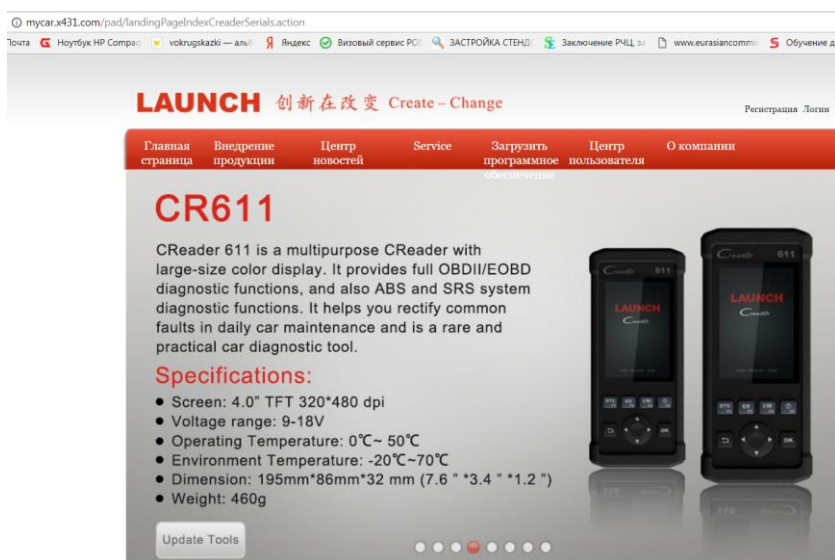 mycar.x431.com/pad/landingPageIndexCreaderSerials.action
Почта Ноутбук HP Compaq vokrugskazki — аль Яндекс Визовый сервис РО ЗАСТРОЙКА СТЕНД Заключение РЧЦ, за www.eurasiancommi Обучение д
LAUNCH 创新在改变 Create – Change
Регистрация Логин
Главная страница
Внедрение продукции
Центр новостей
Service
Загрузить программное обеспечение
Центр пользователя
О компании
CR611
CReader 611 is a multipurpose CReader with
large-size color display. It provides full OBDII/EOBD
diagnostic functions, and also ABS and SRS system
diagnostic functions. It helps you rectify common
faults in daily car maintenance and is a rare and
practical car diagnostic tool.
Specifications:
Screen: 4.0" TFT 320*480 dpi
Voltage range: 9-18V
Operating Temperature: 0℃~ 50℃
Environment Temperature: -20℃~70℃
Dimension: 195mm*86mm*32 mm (7.6 " *3.4 " *1.2 ")
Weight: 460g
Update Tools
Creader 611
LAUNCH
Creader
OK
Creader 611
LAUNCH
Creader
OK